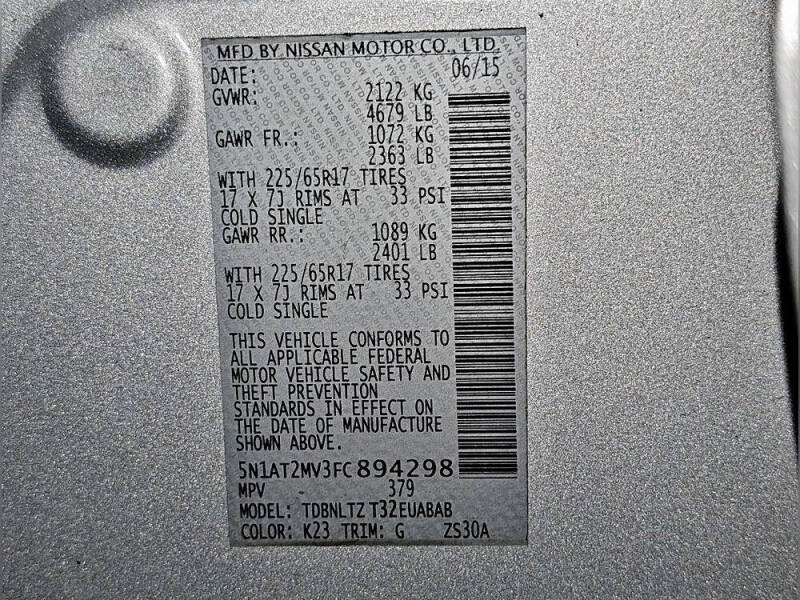 MFD BY NISSAN MOTOR CO., LTD.
DATE: 06/15
GVWR: 2122 KG
4679 LB
GAWR FR.: 1072 KG
2363 LB
WITH 225/65R17 TIRES
17 X 7J RIMS AT 33 PSI
COLD SINGLE
GAWR RR.: 1089 KG
2401 LB
WITH 225/65R17 TIRES
17 X 7J RIMS AT 33 PSI
COLD SINGLE
THIS VEHICLE CONFORMS TO
ALL APPLICABLE FEDERAL
MOTOR VEHICLE SAFETY AND
THEFT PREVENTION
STANDARDS IN EFFECT ON
THE DATE OF MANUFACTURE
SHOWN ABOVE.
5N1AT2MV3FC894298
MPV 379
MODEL: TDBNLTZ T32EUABAB
COLOR: K23 TRIM: G ZS30A